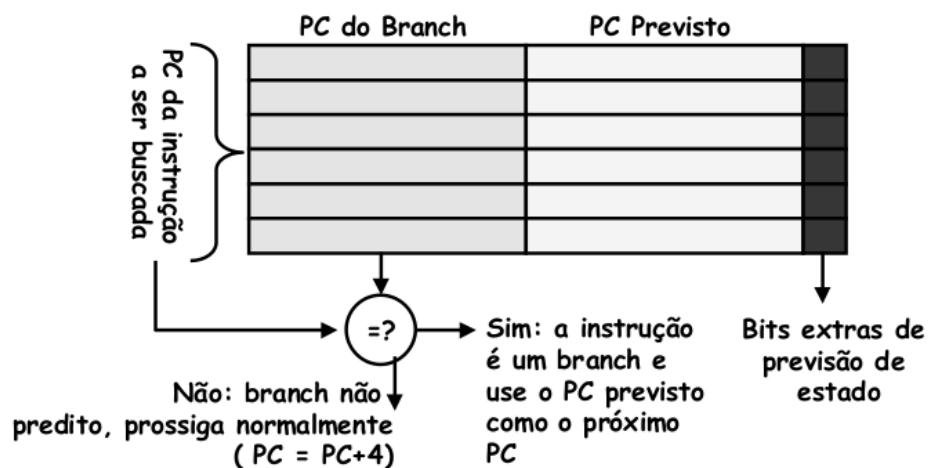 PC do Branch
PC Previsto
PC da instrução
a ser buscada
=?
Sim: a instrução
é um branch e
use o PC previsto
como o próximo
PC
Bits extras de
previsão de
estado
Não: branch não
predito, prossiga normalmente
( PC = PC+4)